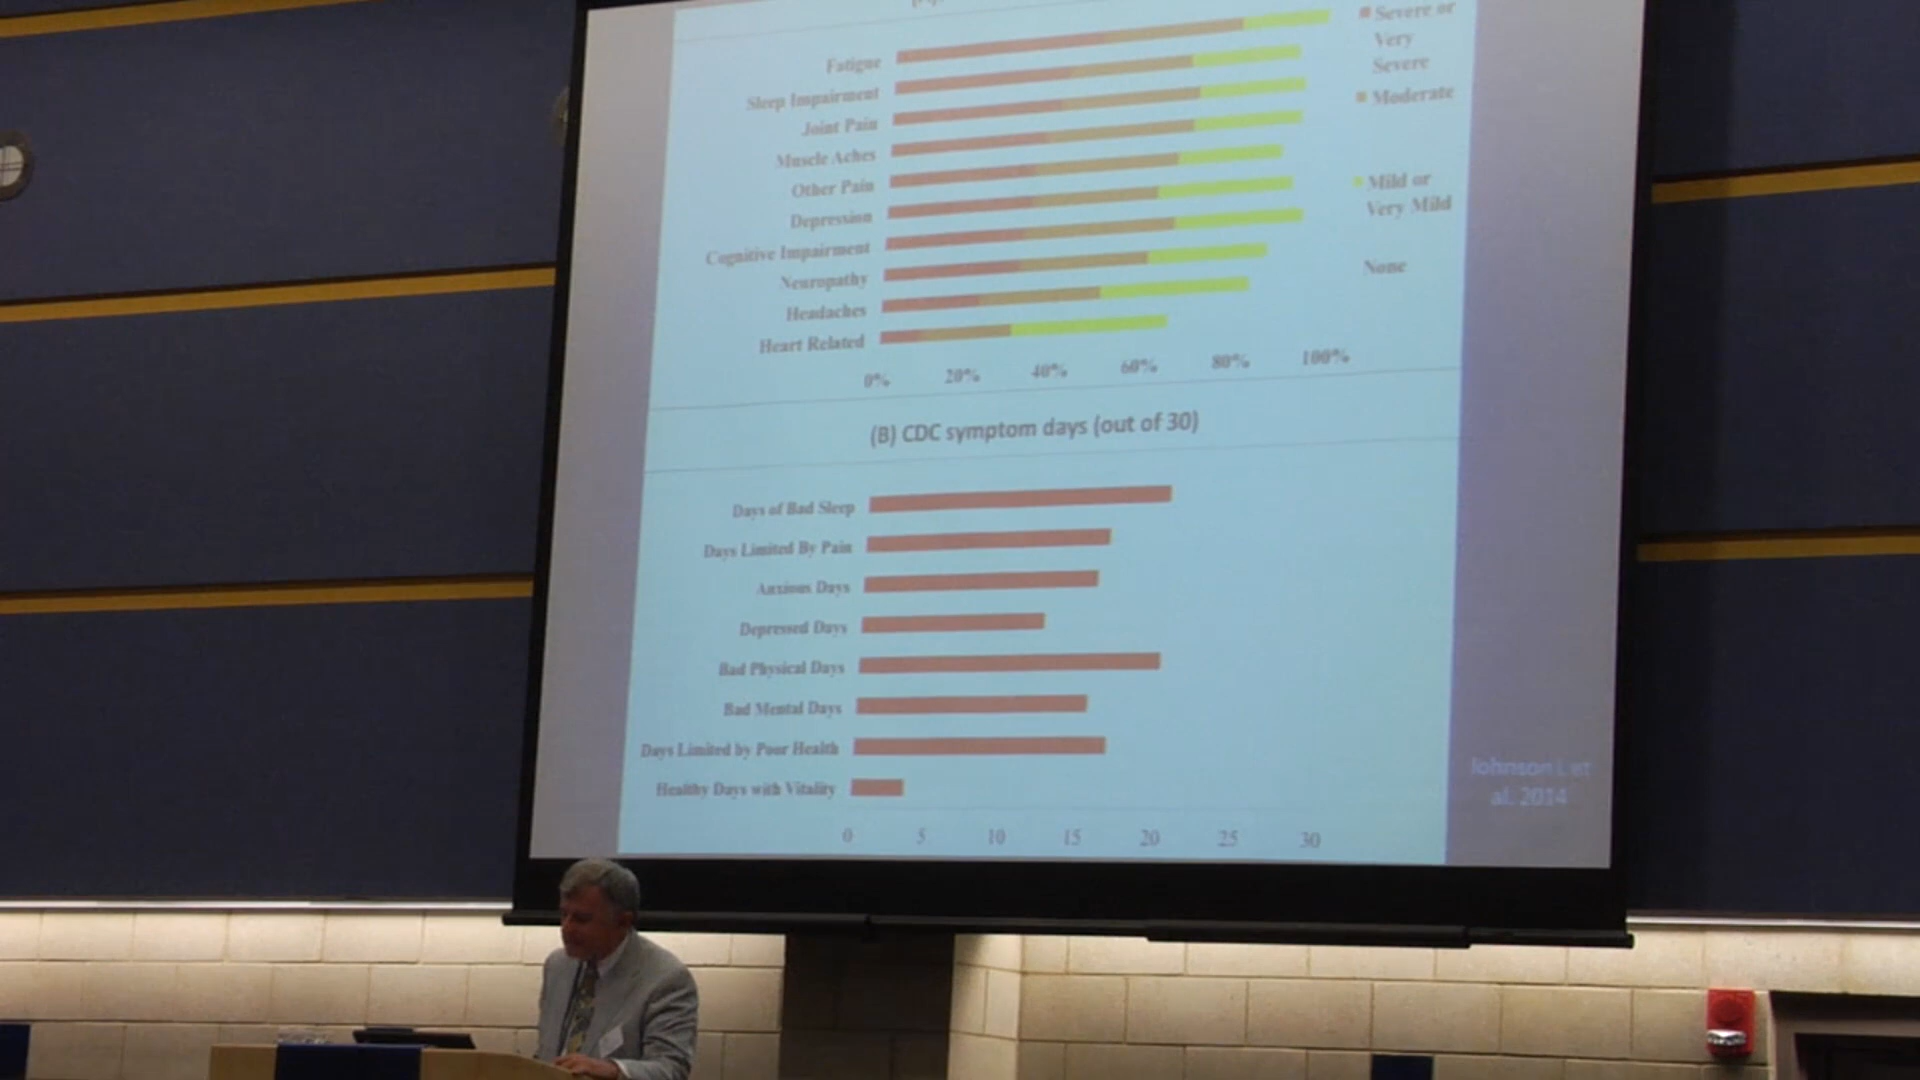 Fatigue
Sleep Impairment
Joint Pain
Muscle Aches
Other Pain
Depression
Cognitive Impairment
Neuropathy
Headaches
Heart Related
0% 20% 40% 60% 80% 100%
Severe or
Very
Severe
Moderate
Mild or
Very Mild
None
(B) CDC symptom days (out of 30)
Days of Bad Sleep
Days Limited By Pain
Anxious Days
Depressed Days
Bad Physical Days
Bad Mental Days
Days Limited by Poor Health
Healthy Days with Vitality
0 5 10 15 20 25 30
Johnson L et
al. 2014